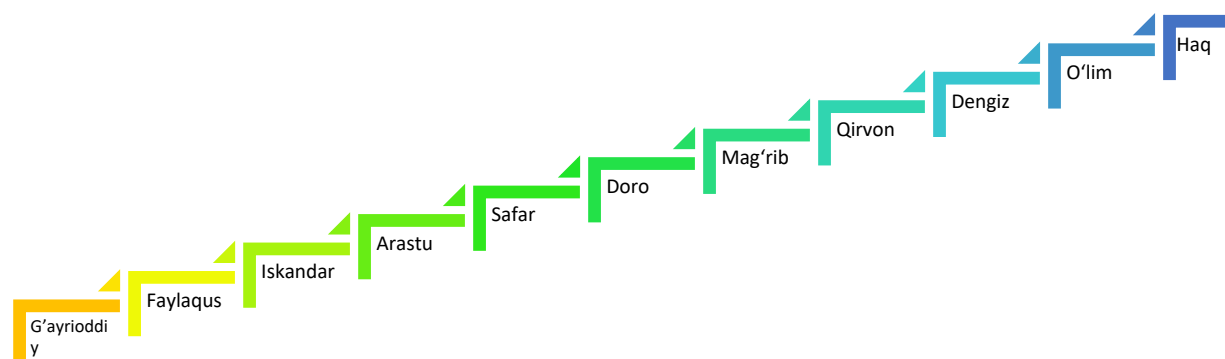 G’ayrioddi
y
Faylaqus
Iskandar
Arastu
Safar
Doro
Mag‘rib
Qirvon
Dengiz
O‘lim
Haq